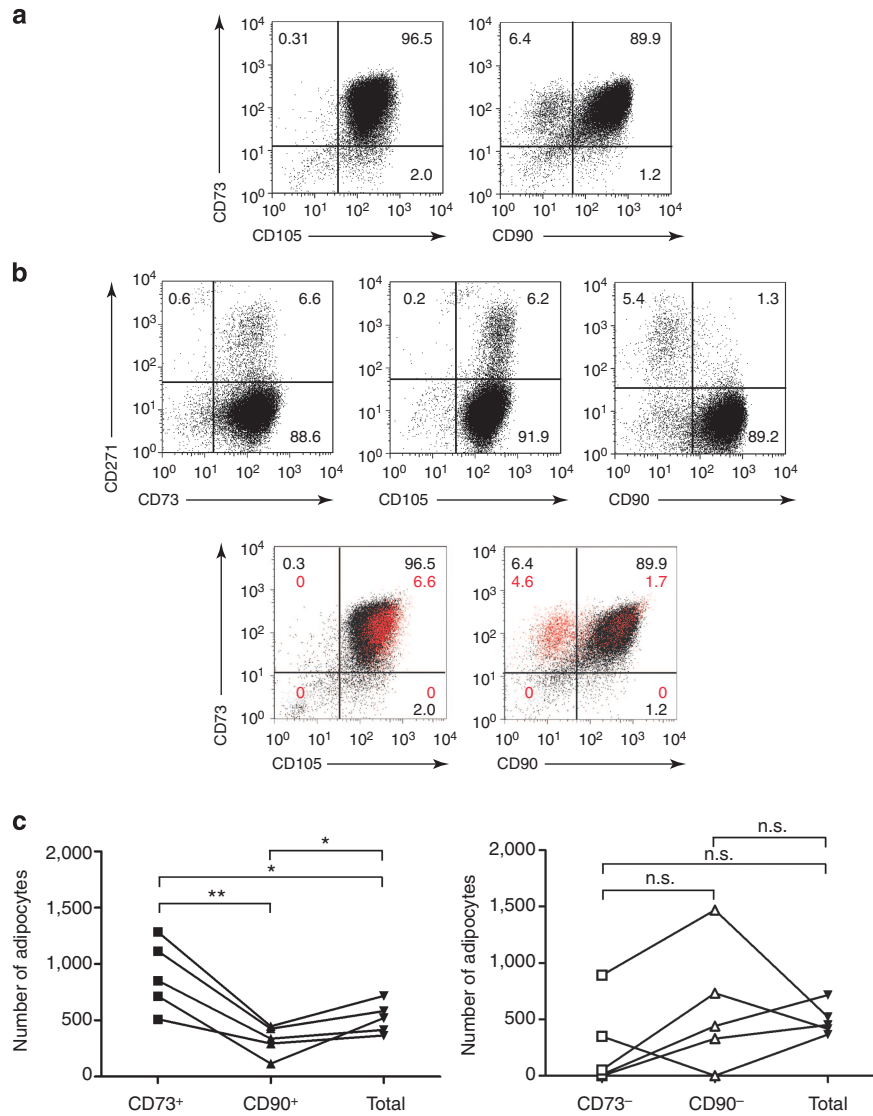 a
0.31 96.5
2.0
10⁴
10³
10²
10¹
10⁰
10⁰ 10¹ 10² 10³ 10⁴
CD73
CD105
6.4 89.9
1.2
10⁴
10³
10²
10¹
10⁰
10⁰ 10¹ 10² 10³ 10⁴
CD90
b
0.6 6.6
88.6
10⁴
10³
10²
10¹
10⁰
10⁰ 10¹ 10² 10³ 10⁴
CD271
CD73
0.2 6.2
91.9
10⁴
10³
10²
10¹
10⁰
10⁰ 10¹ 10² 10³ 10⁴
CD105
5.4 1.3
89.2
10⁴
10³
10²
10¹
10⁰
10⁰ 10¹ 10² 10³ 10⁴
CD90
0.3 96.5
0 6.6
0 0
2.0
10⁴
10³
10²
10¹
10⁰
10⁰ 10¹ 10² 10³ 10⁴
CD73
CD105
6.4 89.9
4.6 1.7
0 0
1.2
10⁴
10³
10²
10¹
10⁰
10⁰ 10¹ 10² 10³ 10⁴
CD90
c
Number of adipocytes
2,000
1,500
1,000
500
0
*
*
**
CD73⁺ CD90⁺ Total
Number of adipocytes
2,000
1,500
1,000
500
0
n.s.
n.s.
n.s.
CD73⁻ CD90⁻ Total